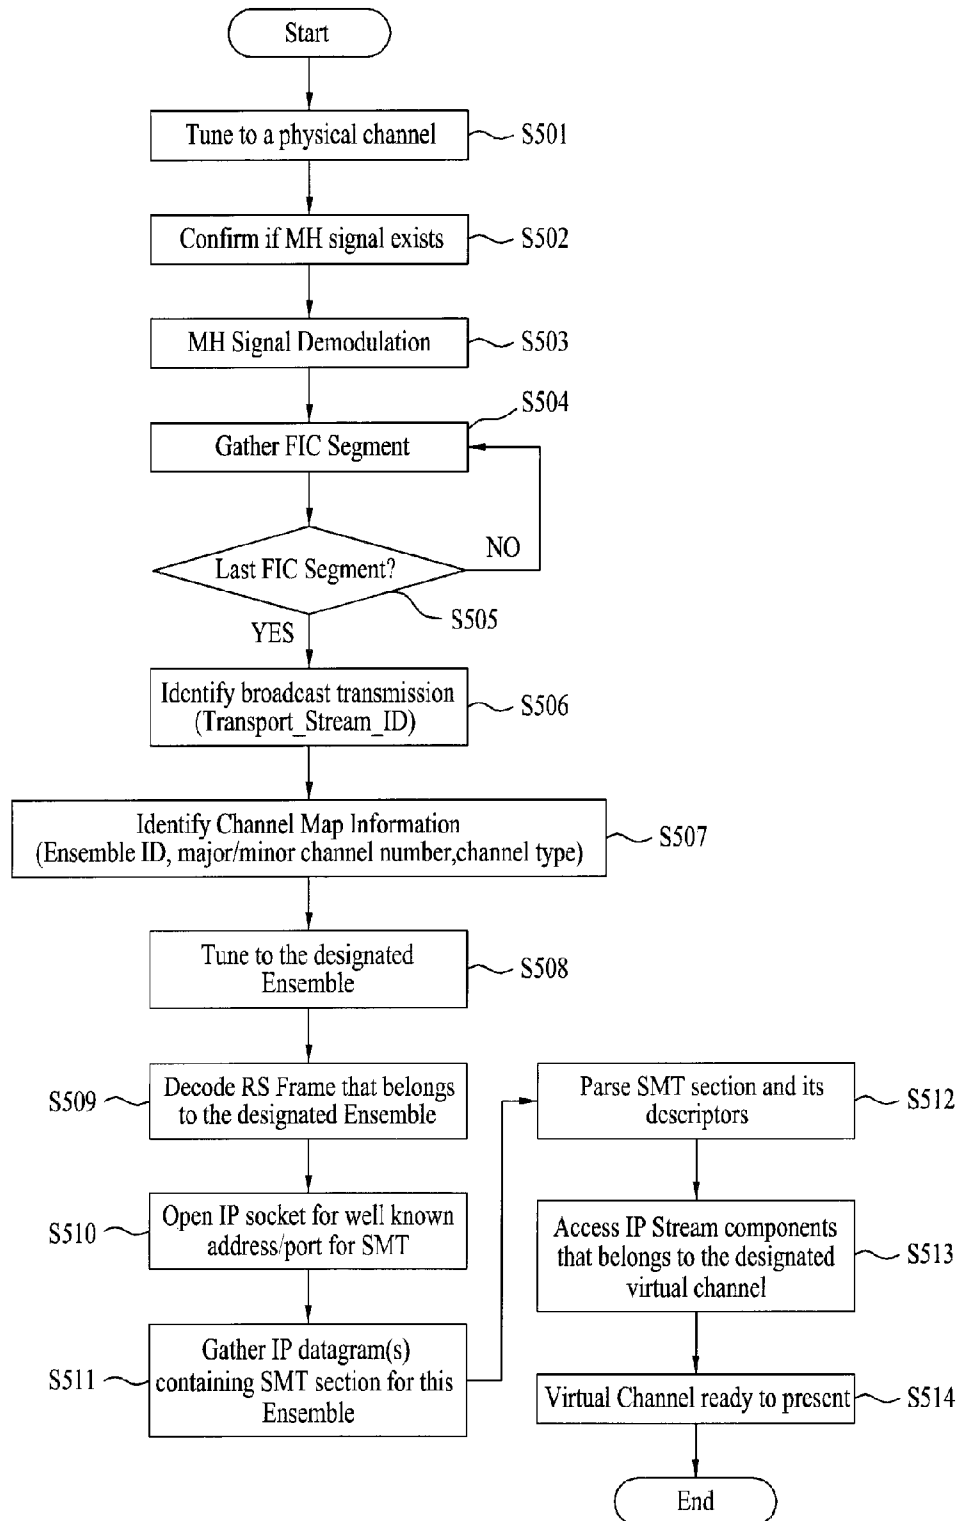 Start
Tune to a physical channel
S501
Confirm if MH signal exists
S502
MH Signal Demodulation
S503
S504
Gather FIC Segment
Last FIC Segment?
NO
S505
YES
Identify broadcast transmission
(Transport_Stream_ID)
S506
Identify Channel Map Information
(Ensemble ID, major/minor channel number,channel type)
S507
Tune to the designated
Ensemble
S508
S509
Decode RS Frame that belongs
to the designated Ensemble
S510
Open IP socket for well known
address/port for SMT
S511
Gather IP datagram(s)
containing SMT section for this
Ensemble
Parse SMT section and its
descriptors
S512
Access IP Stream components
that belongs to the designated
virtual channel
S513
Virtual Channel ready to present
S514
End